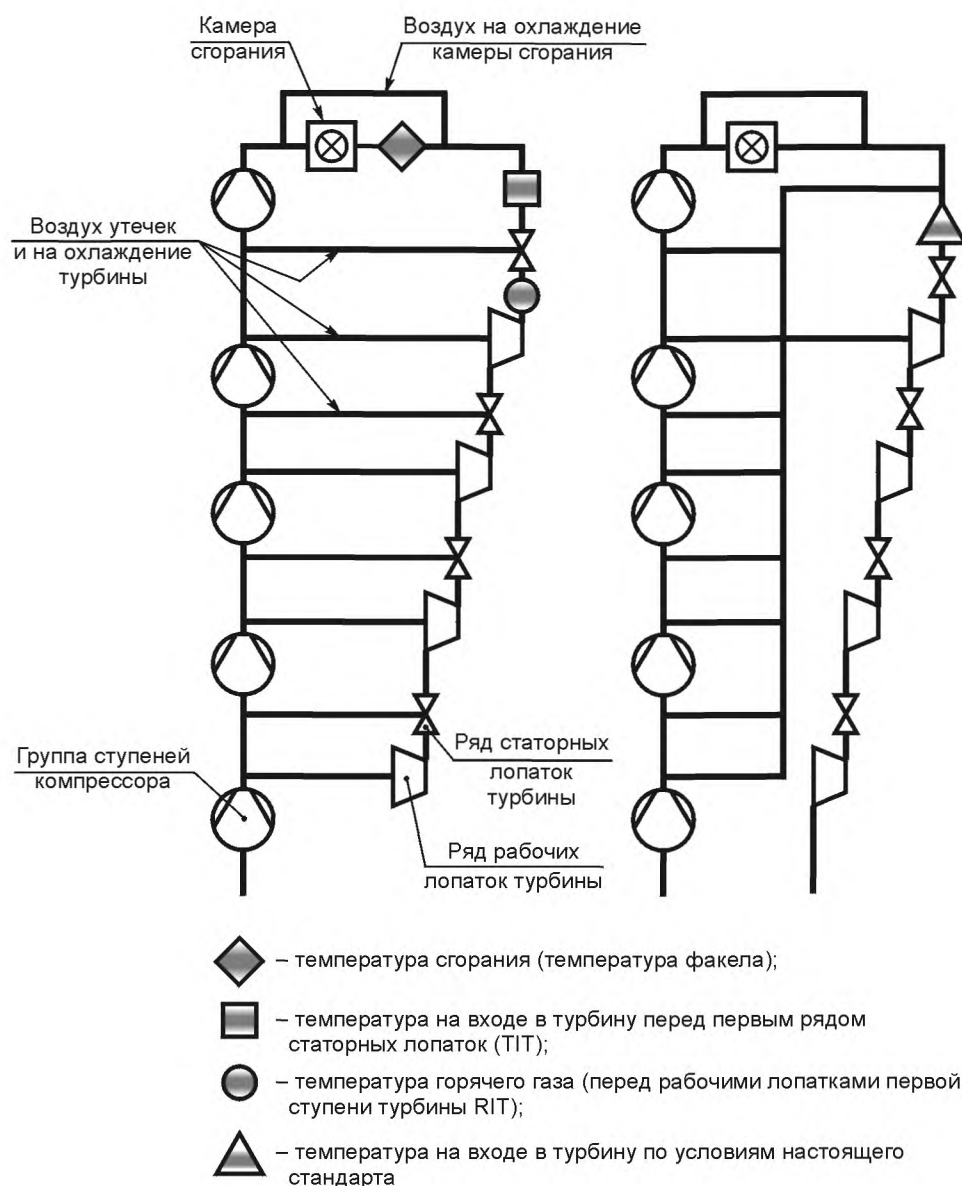 Камера
сгорания
Воздух на охлаждение
камеры сгорания
Воздух утечек
и на охлаждение
турбины
Группа ступеней
компрессора
Ряд статорных
лопаток
турбины
Ряд рабочих
лопаток турбины
– температура сгорания (температура факела);
– температура на входе в турбину перед первым рядом
статорных лопаток (TIT);
– температура горячего газа (перед рабочими лопатками первой
ступени турбины RIT);
– температура на входе в турбину по условиям настоящего
стандарта